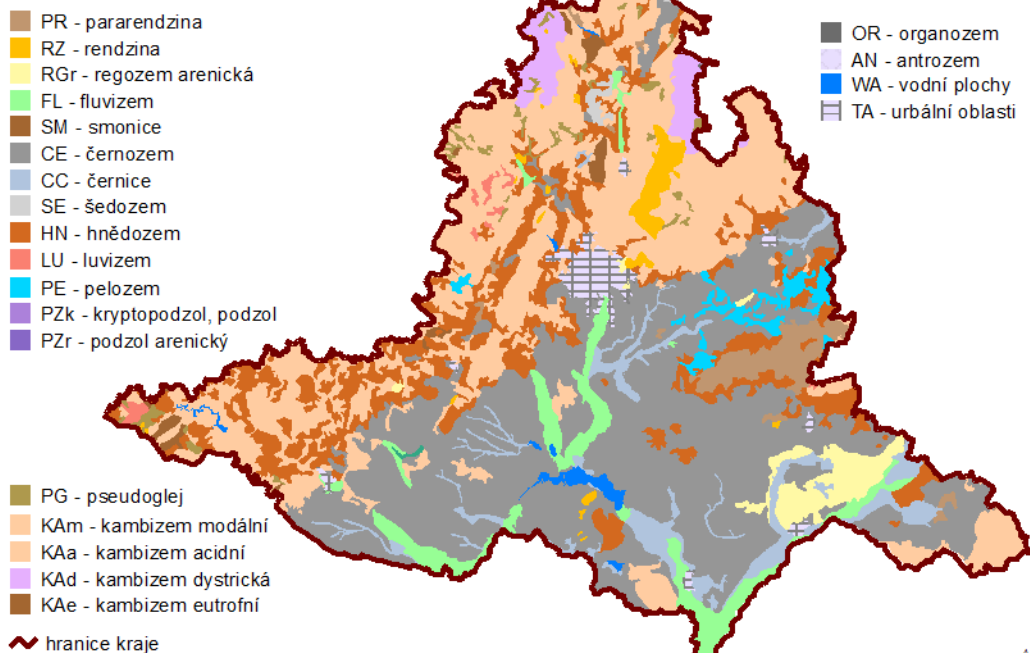 PR - pararendzina
RZ - rendzina
RGr - regozem arenická
FL - fluvizem
SM - smonice
CE - černozem
CC - černice
SE - šedozem
HN - hnědozem
LU - luvizem
PE - pelozem
PZk - kryptopodzol, podzol
PZr - podzol arenický
OR - organozem
AN - antrozem
WA - vodní plochy
TA - urbální oblasti
PG - pseudoglej
KAm - kambizem modální
KAa - kambizem acidní
KAd - kambizem dystrická
KAe - kambizem eutrofní
hranice kraje